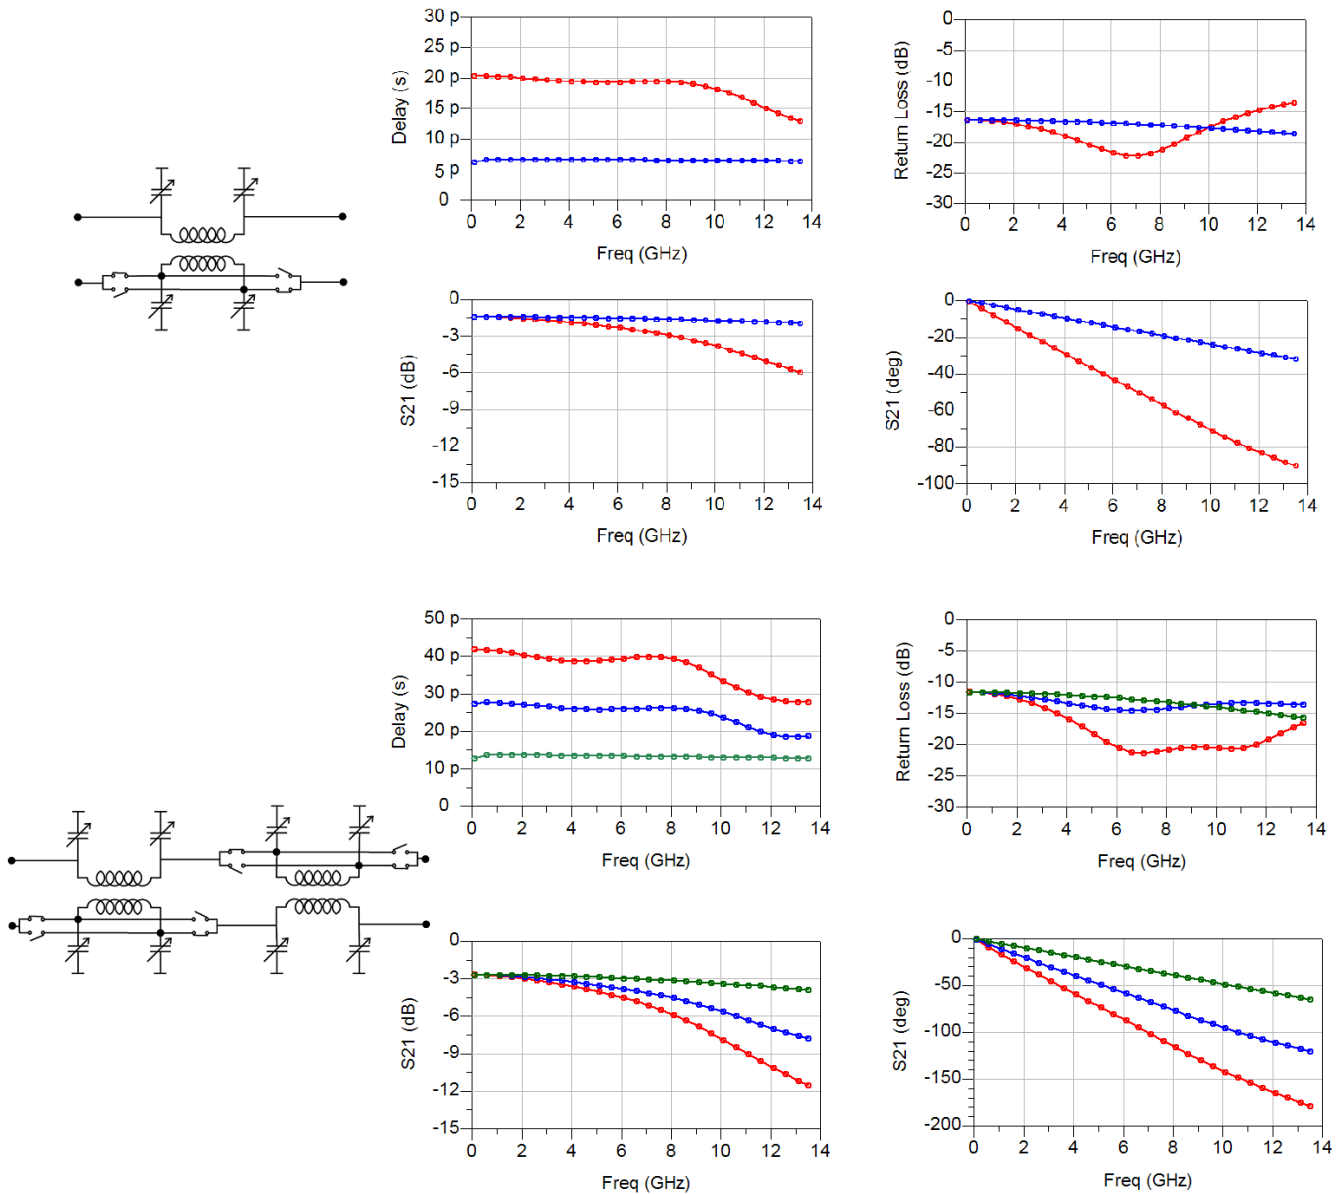 30 p
25 p
20 p
15 p
10 p
5 p
0
Delay (s)
0 2 4 6 8 10 12 14
Freq (GHz)
0
-5
-10
-15
-20
-25
-30
Return Loss (dB)
0 2 4 6 8 10 12 14
Freq (GHz)
0
-3
-6
-9
-12
-15
S21 (dB)
0 2 4 6 8 10 12 14
Freq (GHz)
0
-20
-40
-60
-80
-100
S21 (deg)
0 2 4 6 8 10 12 14
Freq (GHz)
50 p
40 p
30 p
20 p
10 p
0
Delay (s)
0 2 4 6 8 10 12 14
Freq (GHz)
0
-5
-10
-15
-20
-25
-30
Return Loss (dB)
0 2 4 6 8 10 12 14
Freq (GHz)
0
-3
-6
-9
-12
-15
S21 (dB)
0 2 4 6 8 10 12 14
Freq (GHz)
0
-50
-100
-150
-200
S21 (deg)
0 2 4 6 8 10 12 14
Freq (GHz)